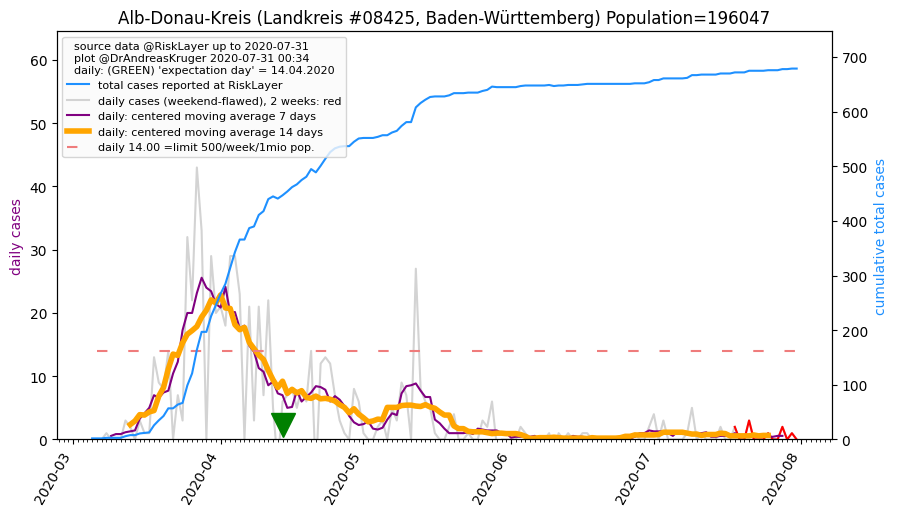 Alb-Donau-Kreis (Landkreis #08425, Baden-Württemberg) Population=196047
source data @RiskLayer up to 2020-07-31
plot @DrAndreasKruger 2020-07-31 00:34
daily: (GREEN) 'expectation day' = 14.04.2020
total cases reported at RiskLayer
daily cases (weekend-flawed), 2 weeks: red
daily: centered moving average 7 days
daily: centered moving average 14 days
daily 14.00 =limit 500/week/1mio pop.
daily cases
60
50
40
30
20
10
0
cumulative total cases
700
600
500
400
300
200
100
0
2020-03
2020-04
2020-05
2020-06
2020-07
2020-08